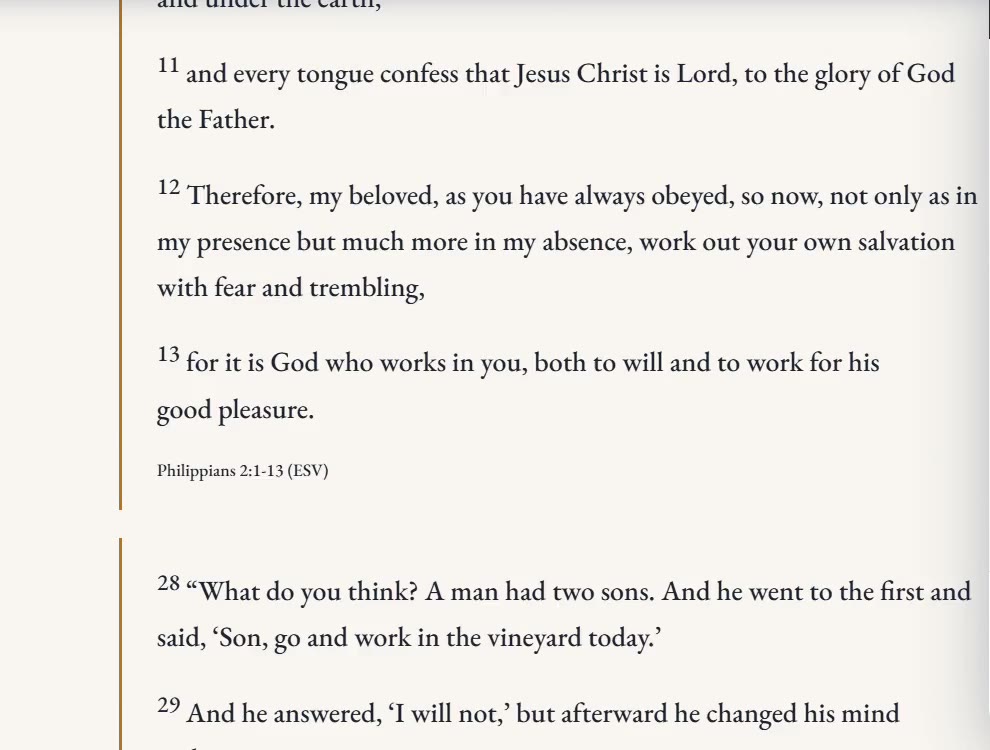 and under the earth,
11 and every tongue confess that Jesus Christ is Lord, to the glory of God
the Father.
12 Therefore, my beloved, as you have always obeyed, so now, not only as in
my presence but much more in my absence, work out your own salvation
with fear and trembling,
13 for it is God who works in you, both to will and to work for his
good pleasure.
Philippians 2:1-13 (ESV)
28 “What do you think? A man had two sons. And he went to the first and
said, ‘Son, go and work in the vineyard today.’
29 And he answered, ‘I will not,’ but afterward he changed his mind